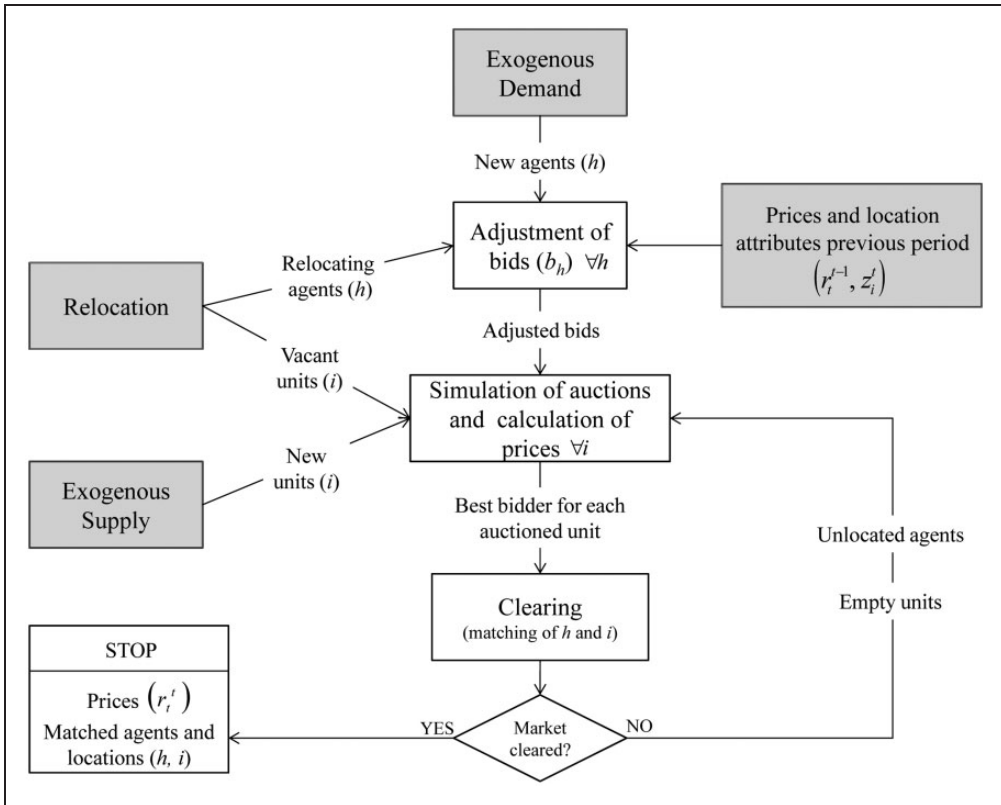 Exogenous
Demand
New agents (h)
Adjustment of
bids (b_h) ∀h
Prices and location
attributes previous period
(r_t^{t-1}, z_i^t)
Relocating
agents (h)
Relocation
Adjusted bids
Vacant
units (i)
Simulation of auctions
and calculation of
prices ∀i
New
units (i)
Exogenous
Supply
Best bidder for each
auctioned unit
Unlocated agents
Empty units
Clearing
(matching of h and i)
STOP
Prices (r_t^t)
Matched agents and
locations (h, i)
YES
Market
cleared?
NO